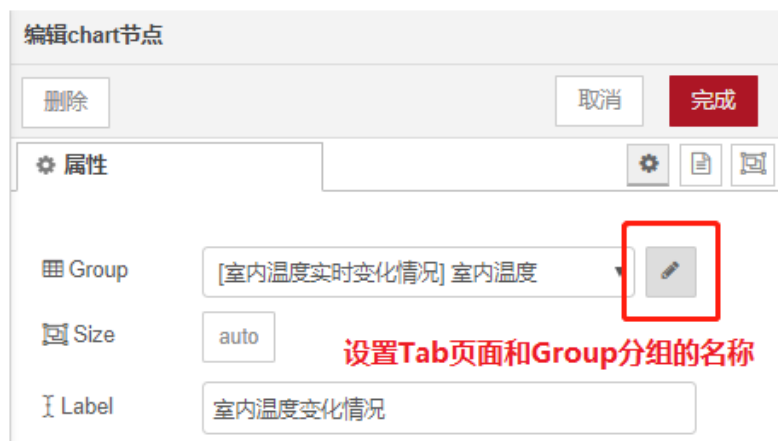 编辑chart节点
删除 取消 完成
属性
Group [室内温度实时变化情况] 室内温度
Size auto
设置Tab页面和Group分组的名称
Label 室内温度变化情况